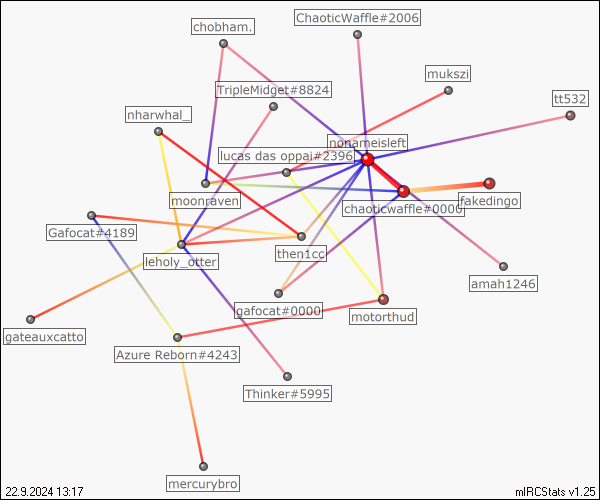 ChaoticWaffle#2006
chobham.
mukszi
TripleMidget#8824
tt532
nharwhal_
nonameisleft
lucas das oppai#2396
moonraven
chaoticwaffle#0000
fakedingo
Gafocat#4189
then1cc
leholy_otter
amah1246
gafocat#0000
motorthud
gateauxcatto
Azure Reborn#4243
Thinker#5995
mercurybro
22.9.2024 13:17
mIRCStats v1.25